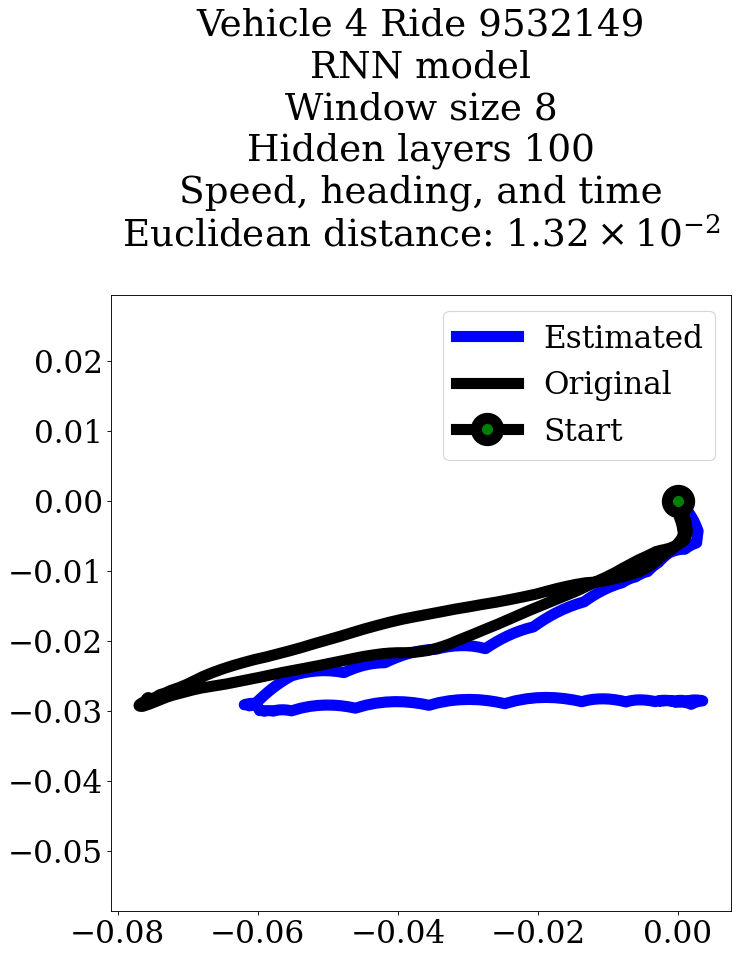 Vehicle 4 Ride 9532149
RNN model
Window size 8
Hidden layers 100
Speed, heading, and time
Euclidean distance: 1.32 × 10⁻²
Estimated
Original
Start
0.02
0.01
0.00
−0.01
−0.02
−0.03
−0.04
−0.05
−0.08 −0.06 −0.04 −0.02 0.00